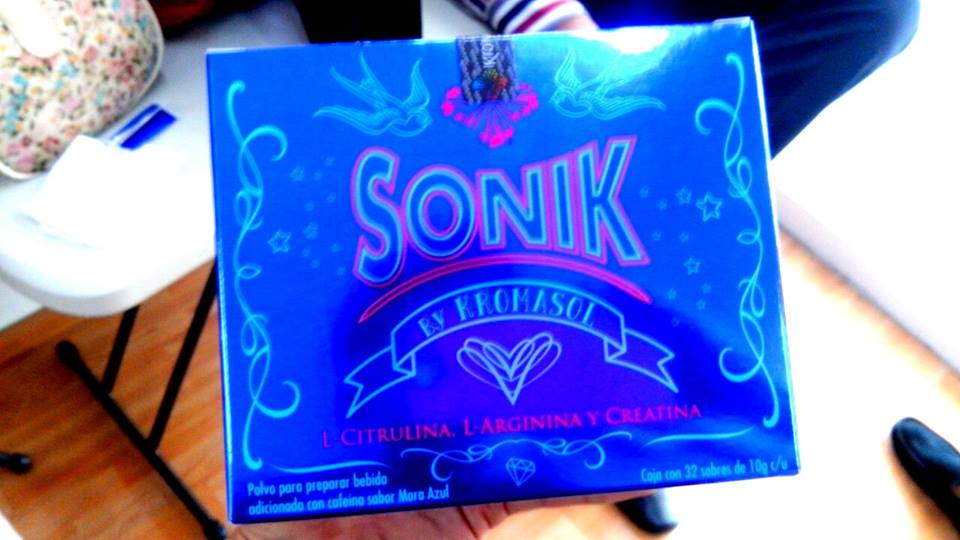 SONIK
BY KROMASOL
L-CITRULINA, L-ARGININA Y CREATINA
Polvo para preparar bebida
adicionada con cafeina sabor Mora Azul
Caja con 32 sobres de 10g c/u